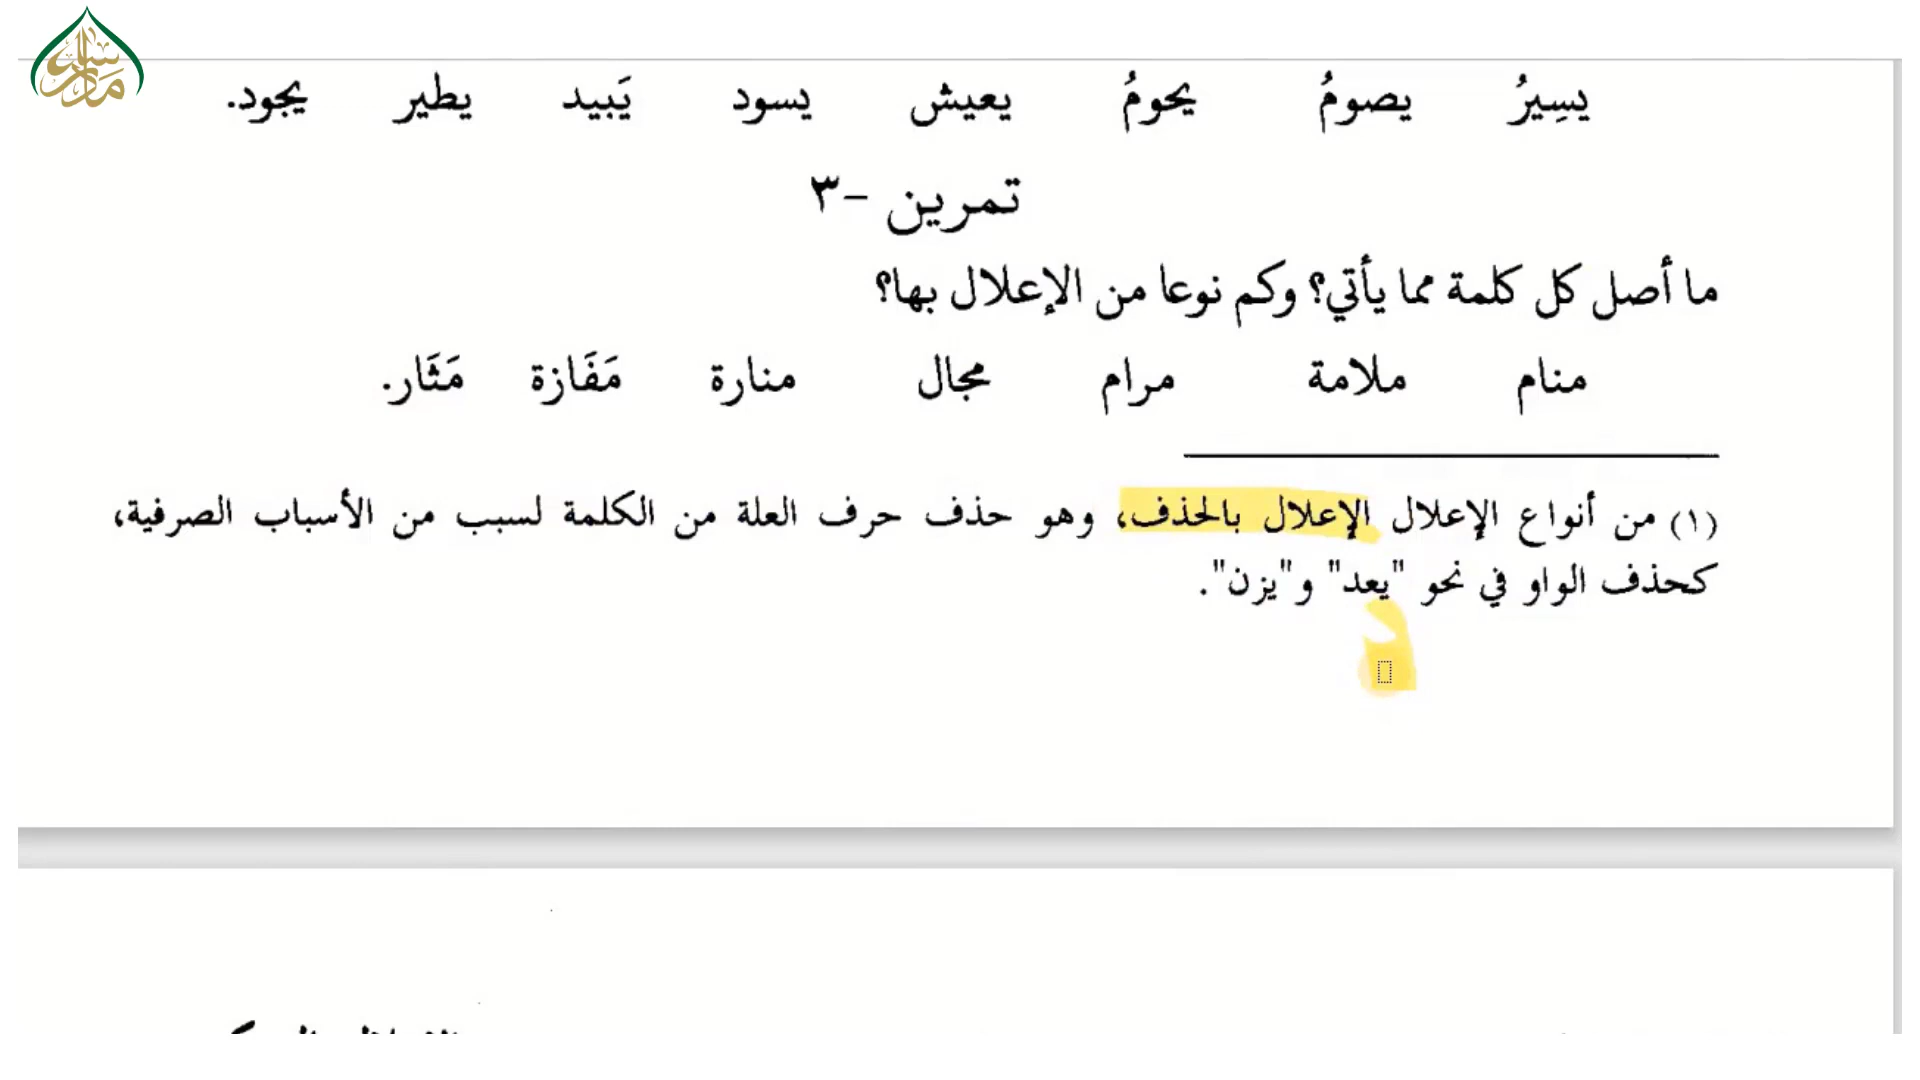 مدرسة
يسِيرُ يصومُ يحومُ يعيش يسود يَبيد يطير يجود.
تمرين -٣
ما أصل كل كلمة مما يأتي؟ وكم نوعا من الإعلال بها؟
منام ملامة مرام مجال منارة مَفَازة مَثَار.
(١) من أنواع الإعلال الإعلال بالحذف، وهو حذف حرف العلة من الكلمة لسبب من الأسباب الصرفية،
كحذف الواو في نحو "يعد" و"يزن".